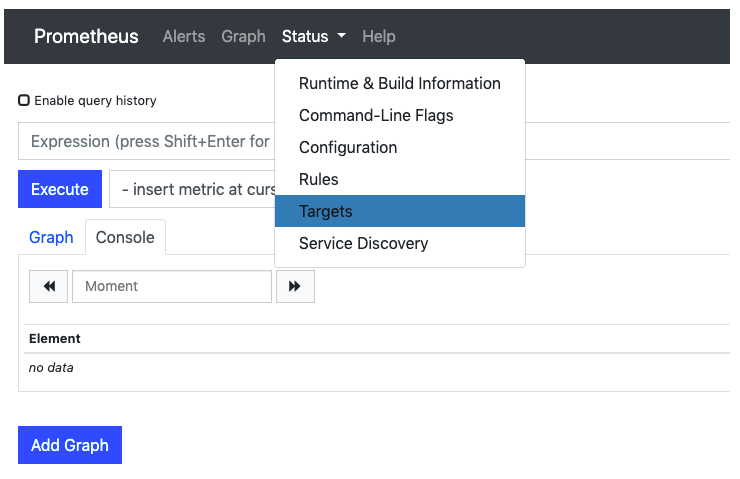 Prometheus Alerts Graph Status Help
Runtime & Build Information
Enable query history
Command-Line Flags
Expression (press Shift+Enter for
Configuration
Rules
Execute
- insert metric at curs
Targets
Graph Console
Service Discovery
Moment
Element
no data
Add Graph